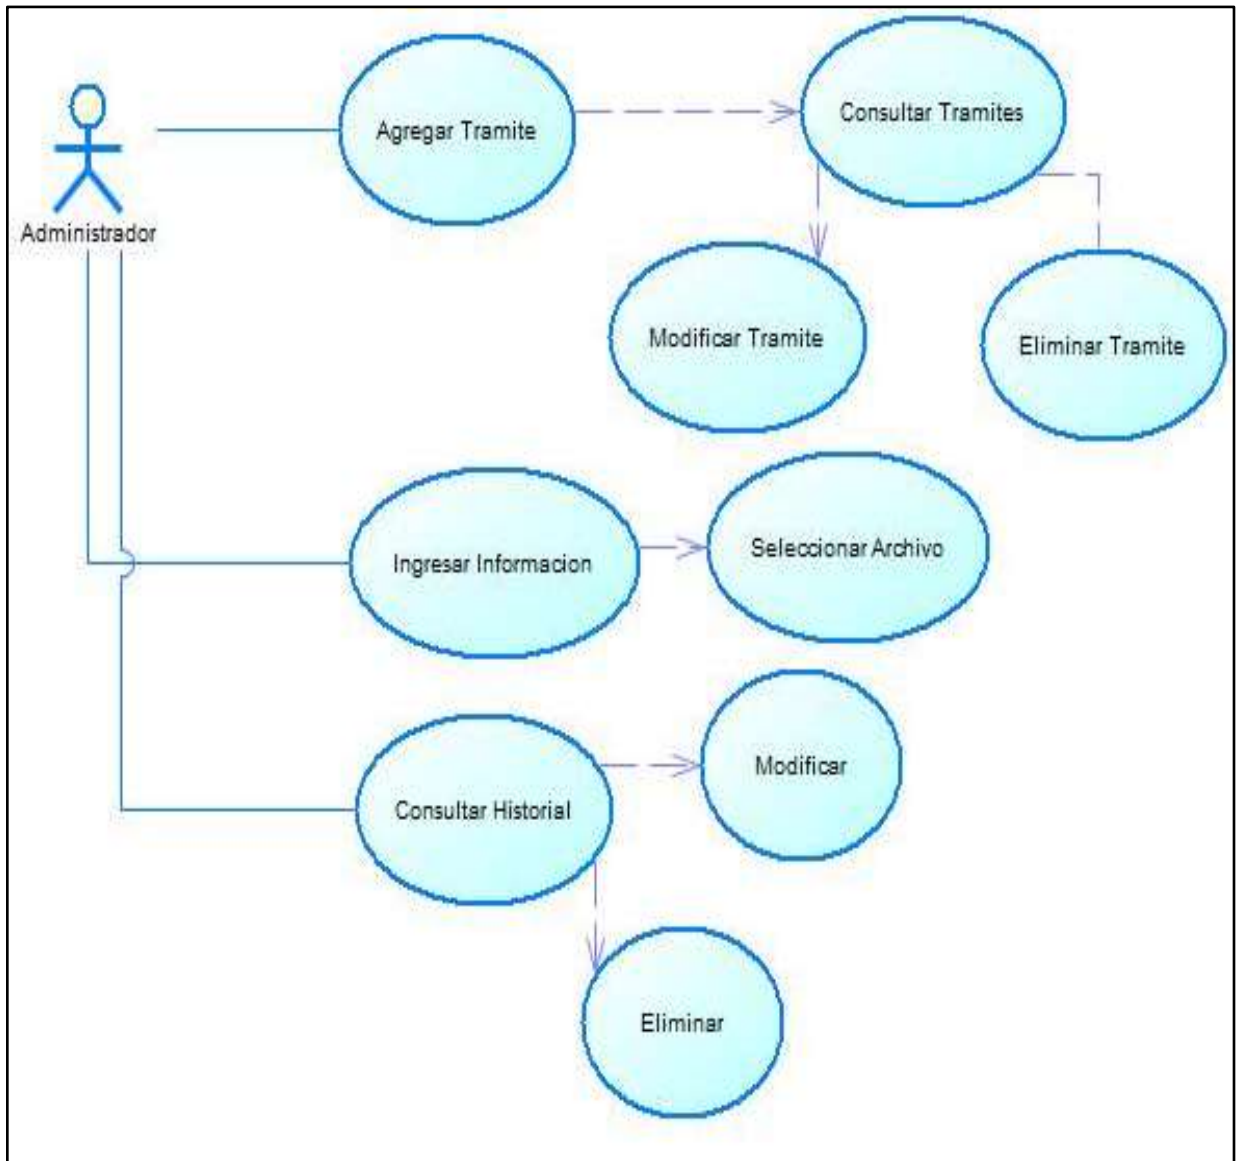 Administrador
Agregar Tramite
Consultar Tramites
Modificar Tramite
Eliminar Tramite
Ingresar Informacion
Seleccionar Archivo
Consultar Historial
Modificar
Eliminar